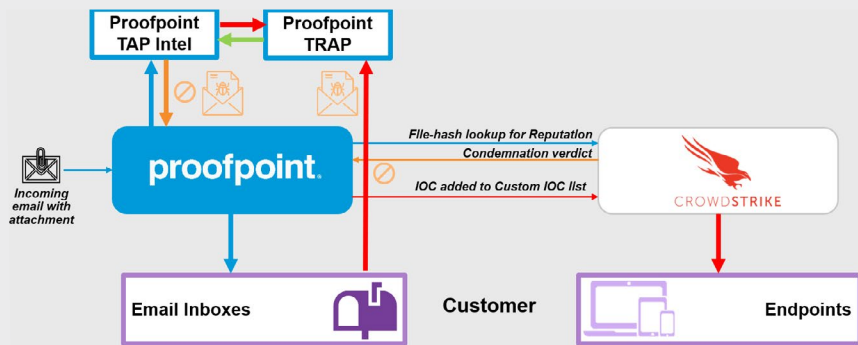 Proofpoint
TAP Intel
Proofpoint
TRAP
File-hash lookup for Reputation
Condemnation verdict
proofpoint.
IOC added to Custom IOC list
CROWDSTRIKE
Incoming
email with
attachment
Email Inboxes
Customer
Endpoints